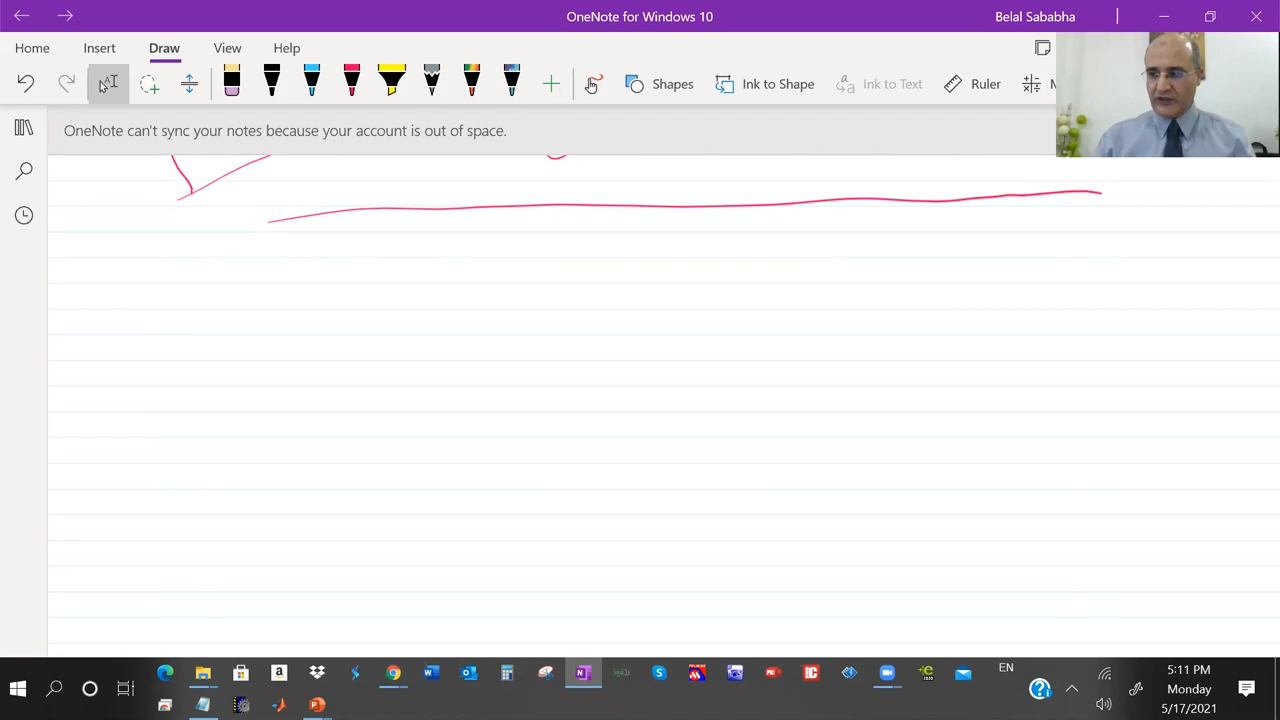 OneNote for Windows 10
Belal Sababha
Home
Insert
Draw
View
Help
Shapes
Ink to Shape
Ink to Text
Ruler
M
OneNote can't sync your notes because your account is out of space.
EN
5:11 PM
Monday
5/17/2021